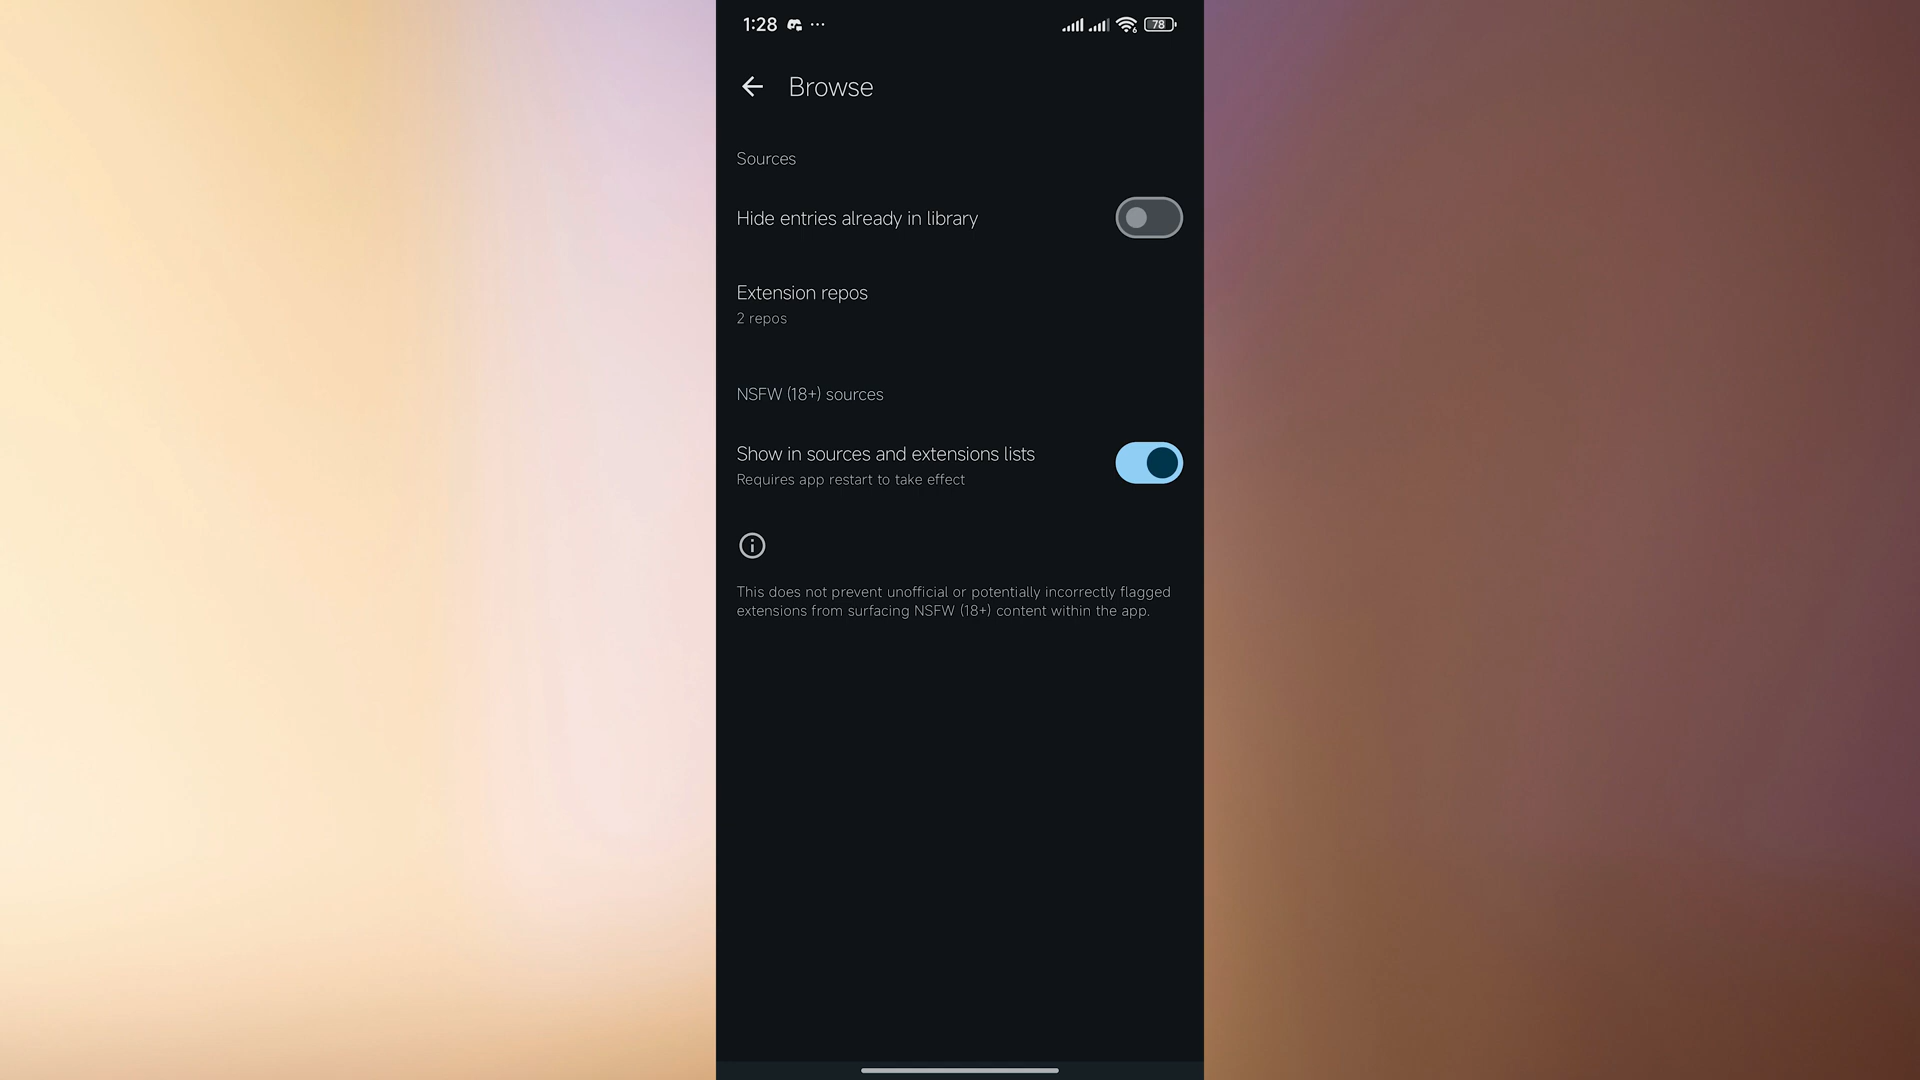 1:28 ... 78
Browse
Sources
Hide entries already in library
Extension repos
2 repos
NSFW (18+) sources
Show in sources and extensions lists
Requires app restart to take effect
This does not prevent unofficial or potentially incorrectly flagged
extensions from surfacing NSFW (18+) content within the app.